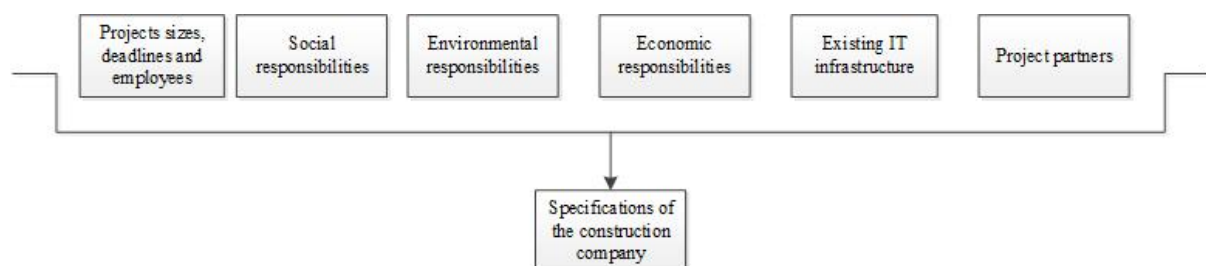 Projects sizes,
deadlines and
employees
Social
responsibilities
Environmental
responsibilities
Economic
responsibilities
Existing IT
infrastructure
Project partners
Specifications of
the construction
company